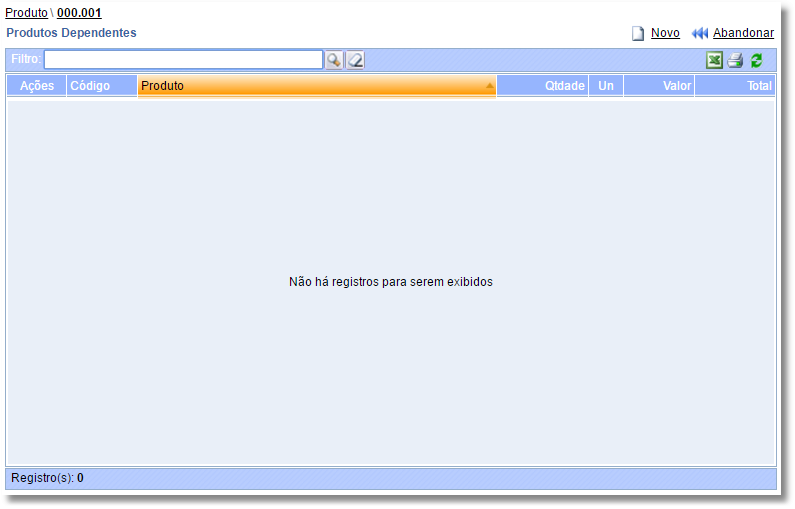 Produto \ 000.001
Produtos Dependentes Novo Abandonar
Filtro:
Ações Código Produto Qtdade Un Valor Total
Não há registros para serem exibidos
Registro(s): 0